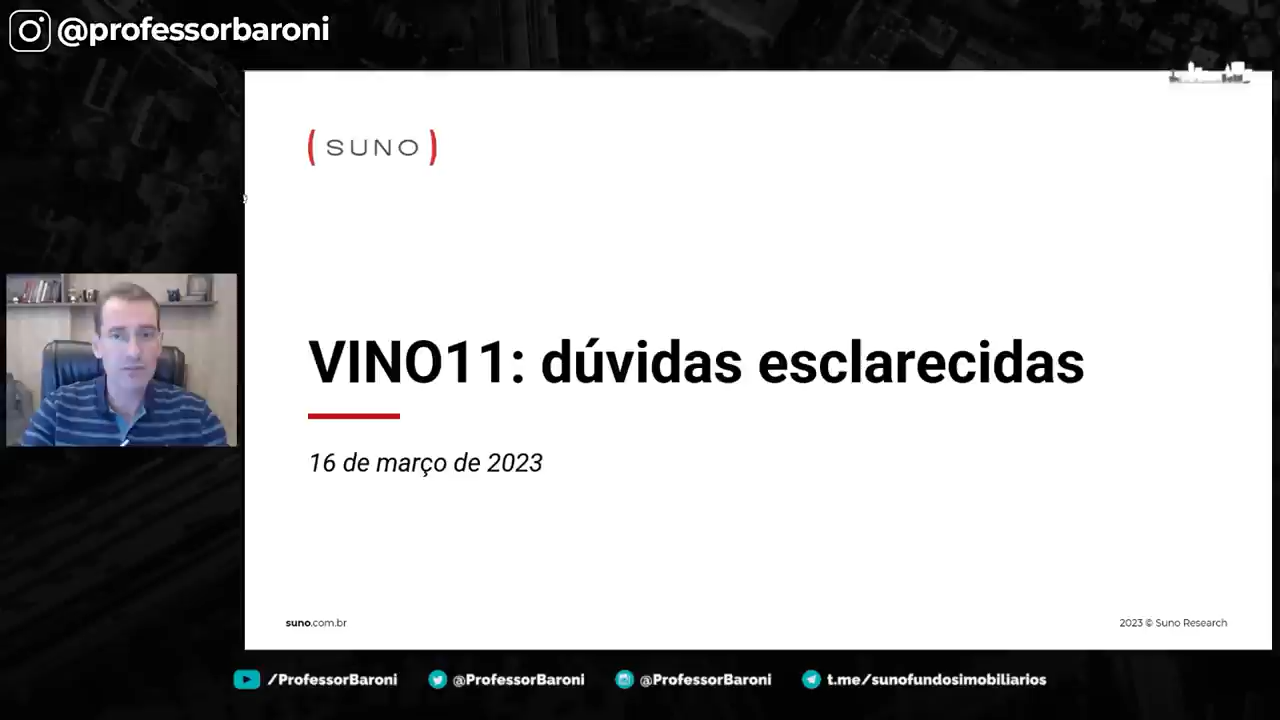 @professorbaroni
( SUNO )
VINO11: dúvidas esclarecidas
16 de março de 2023
suno.com.br
2023 © Suno Research
/ProfessorBaroni
@ProfessorBaroni
@ProfessorBaroni
t.me/sunofundosimobiliarios